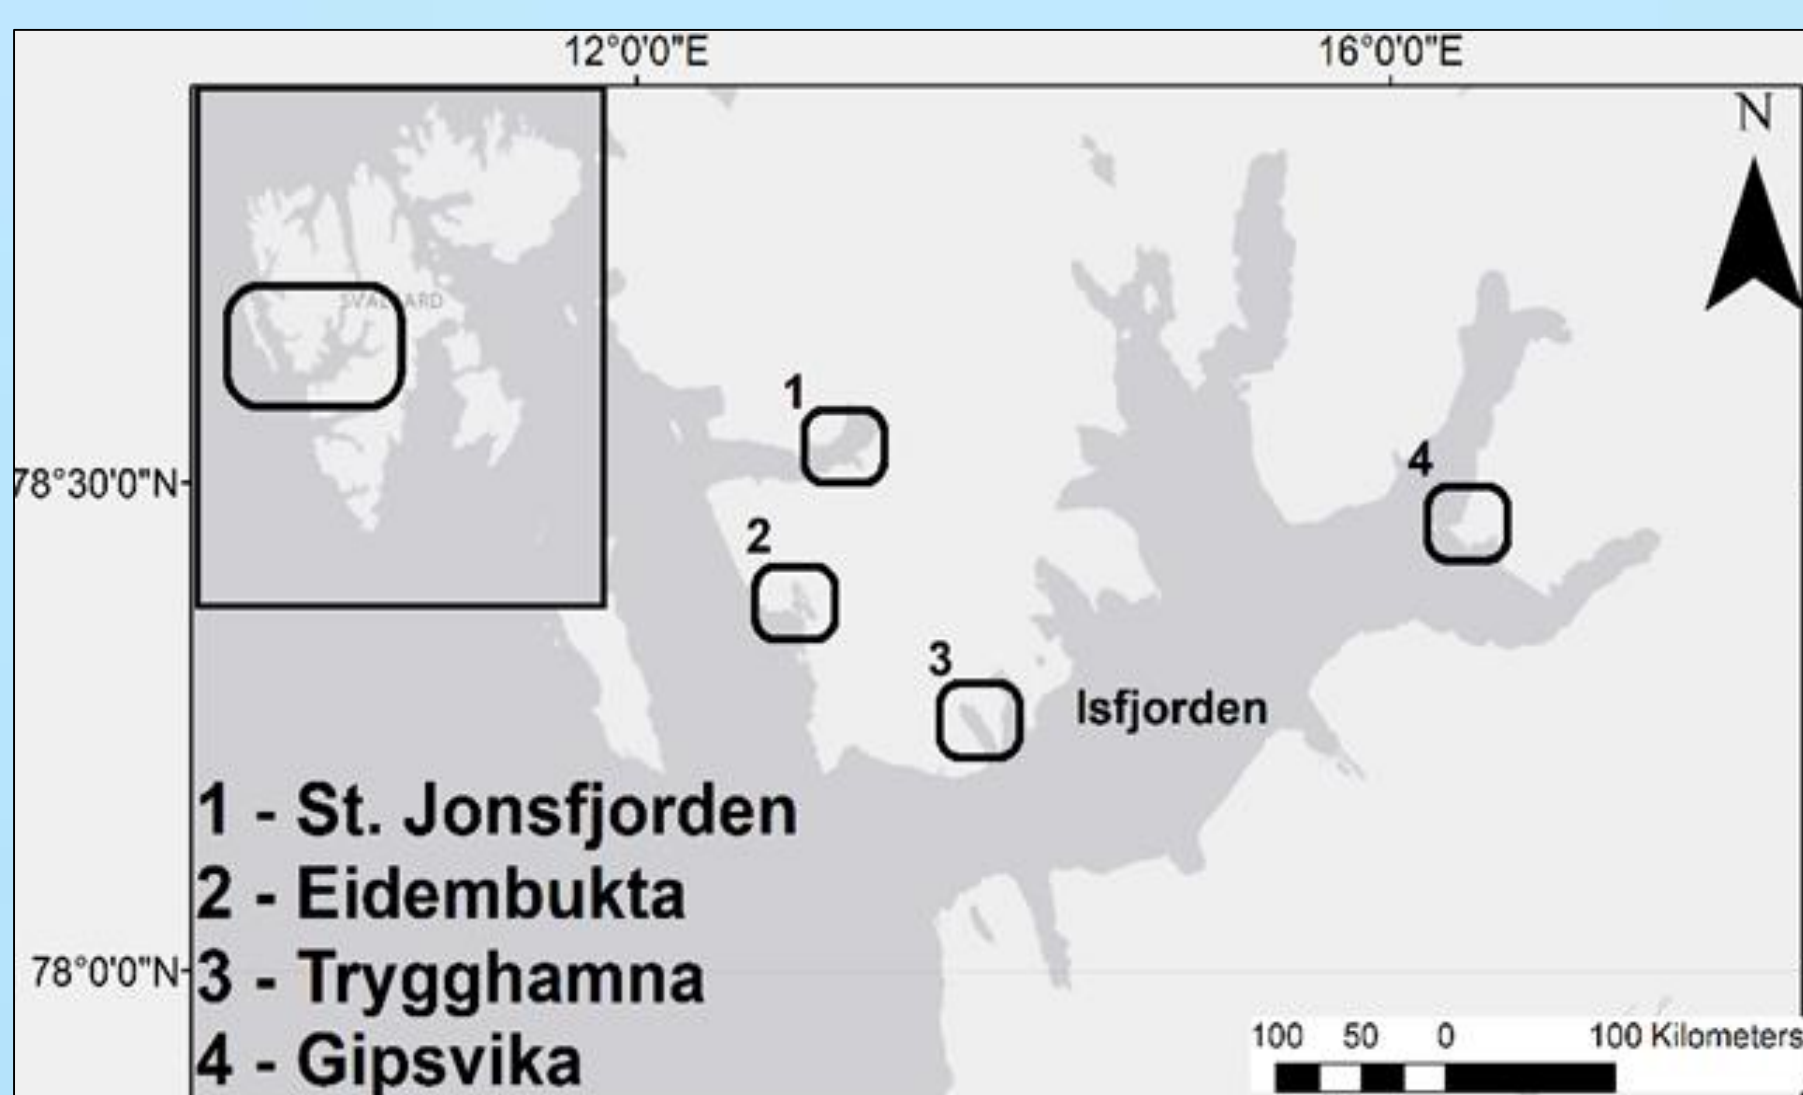 12°0'0"E 16°0'0"E
N
SVALBARD
1
78°30'0"N
4
2
3
Isfjorden
1 - St. Jonsfjorden
2 - Eidembukta
78°0'0"N
3 - Trygghamna
4 - Gipsvika
100 50 0 100 Kilometers